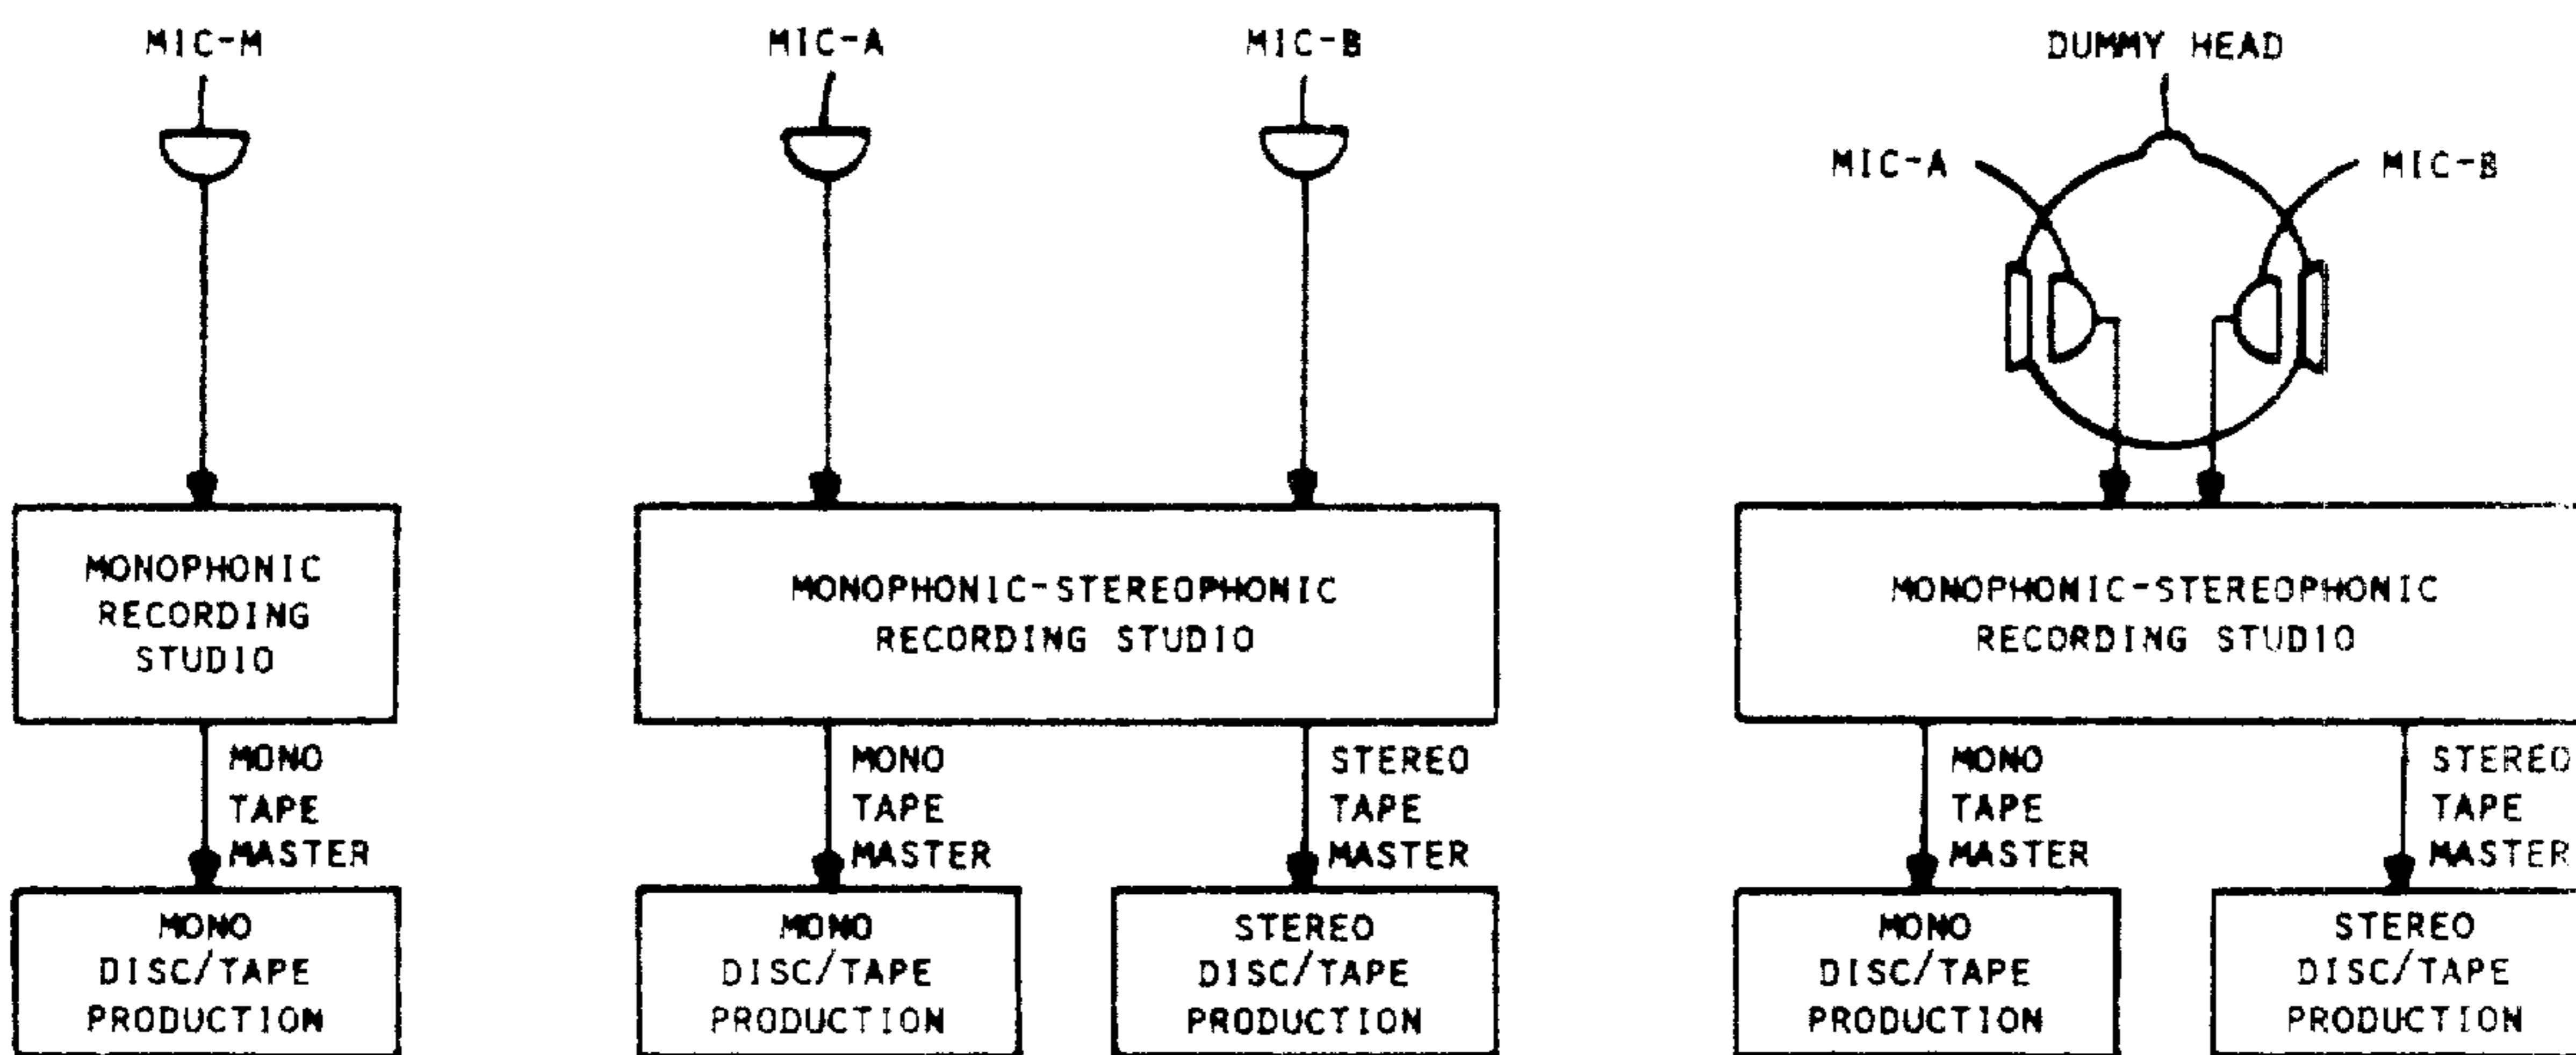 MIC-M
MONOPHONIC
RECORDING
STUDIO
MONO
TAPE
MASTER
MONO
DISC/TAPE
PRODUCTION
MIC-A
MIC-B
MONOPHONIC-STEREOPHONIC
RECORDING STUDIO
MONO
TAPE
MASTER
STEREO
TAPE
MASTER
MONO
DISC/TAPE
PRODUCTION
STEREO
DISC/TAPE
PRODUCTION
DUMMY HEAD
MIC-A
MIC-B
MONOPHONIC-STEREOPHONIC
RECORDING STUDIO
MONO
TAPE
MASTER
STEREO
TAPE
MASTER
MONO
DISC/TAPE
PRODUCTION
STEREO
DISC/TAPE
PRODUCTION